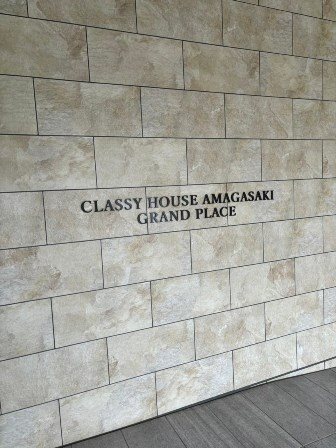 CLASSY HOUSE AMAGASAKI
GRAND PLACE